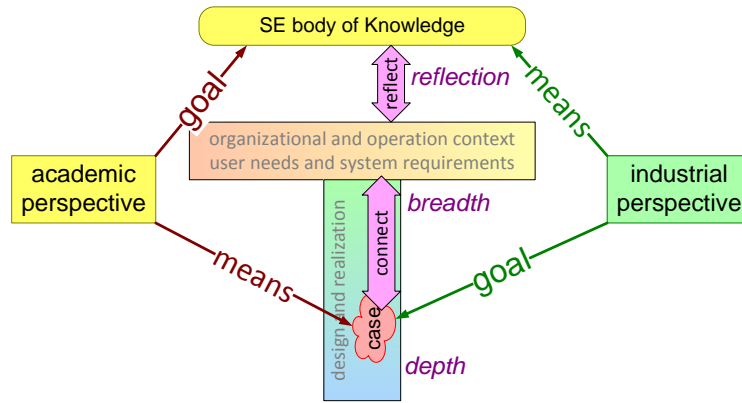 SE body of Knowledge
goal
reflect
reflection
means
organizational and operation context
user needs and system requirements
academic
perspective
industrial
perspective
breadth
connect
design and realization
means
goal
case
depth